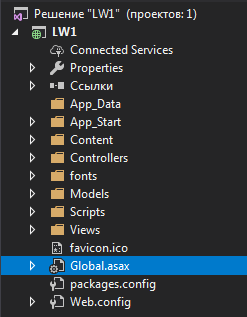 Решение "LW1" (проектов: 1)
LW1
Connected Services
Properties
Ссылки
App_Data
App_Start
Content
Controllers
fonts
Models
Scripts
Views
favicon.ico
Global.asax
packages.config
Web.config